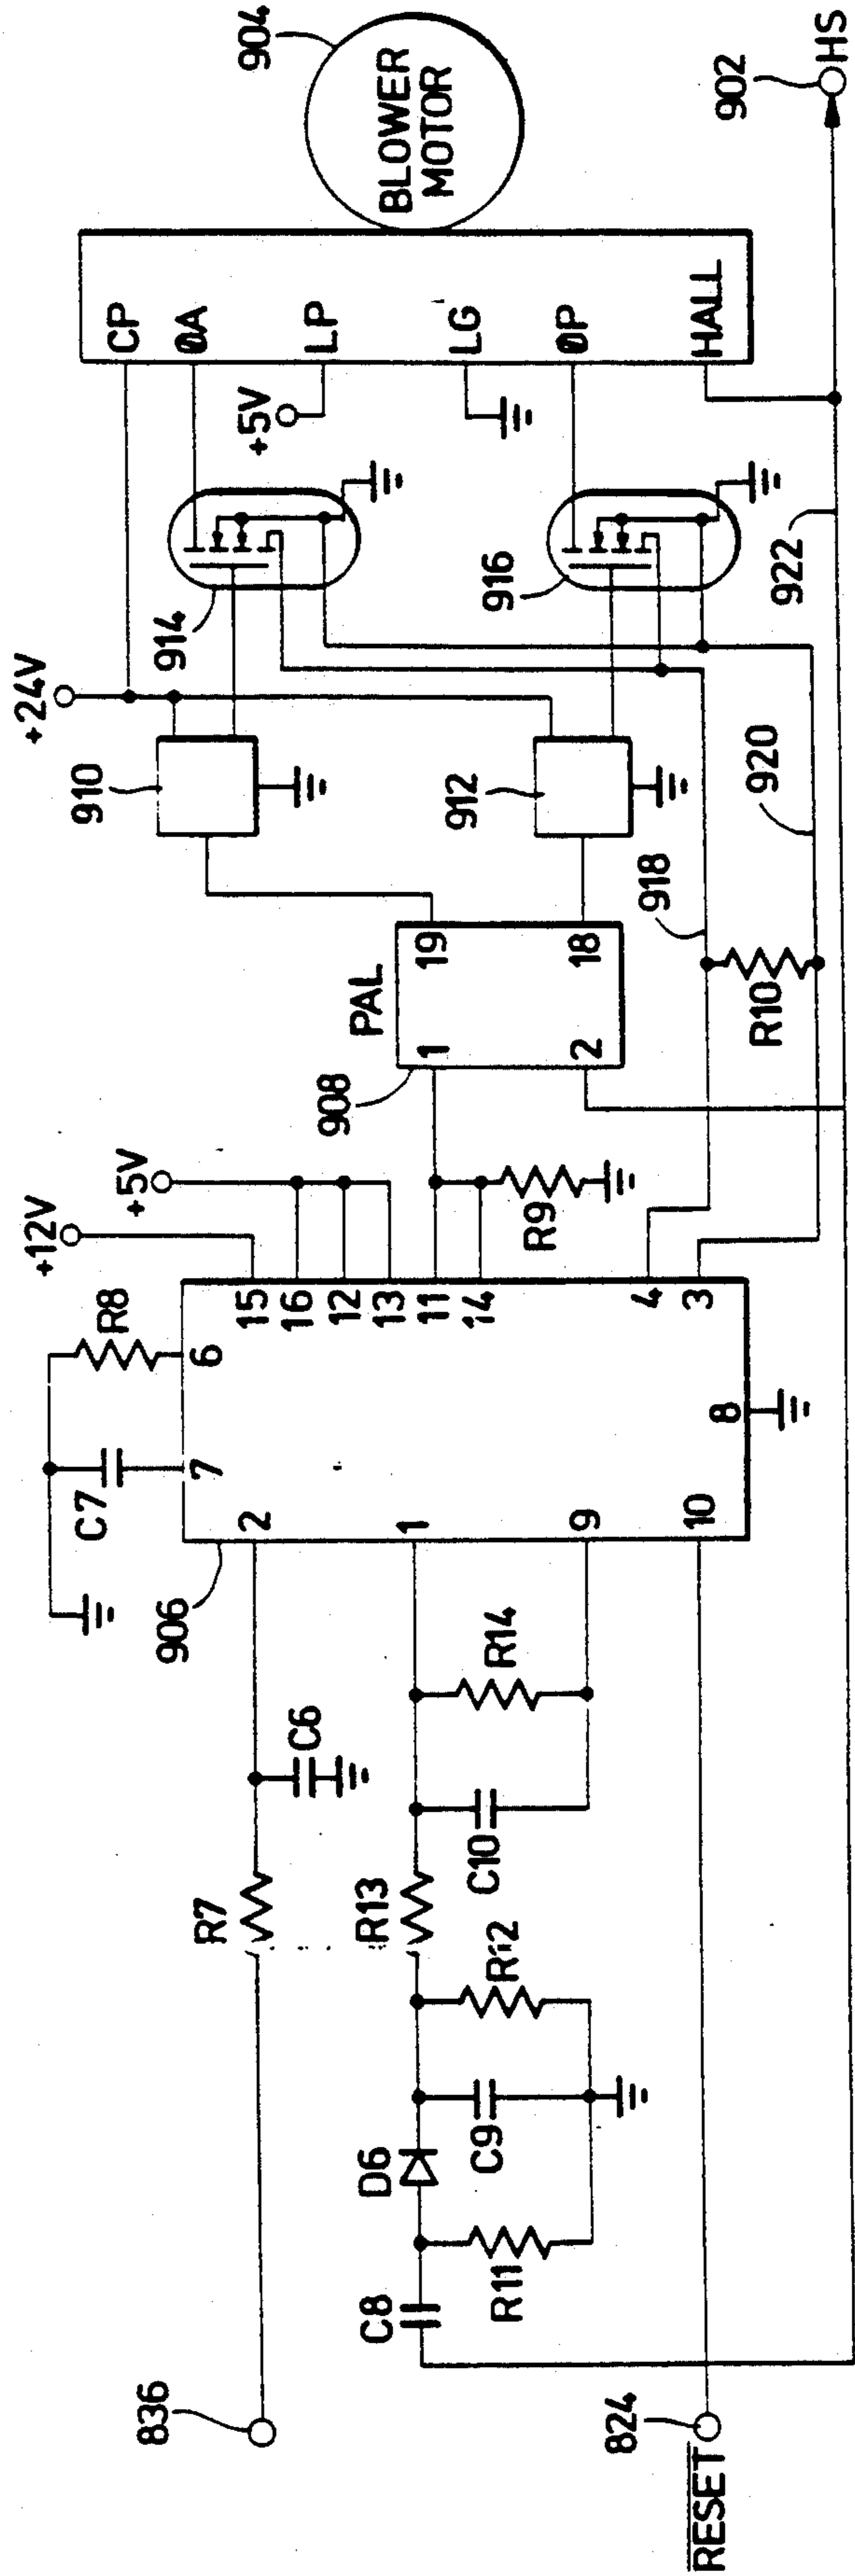 836
R7
C6
C7
R8
906
2
7
6
+12V
+5V
15
16
12
13
11
14
4
3
8
1
9
10
C8
D6
R11
C9
R12
R13
C10
R14
824
RESET
R9
908
PAL
1
2
19
18
910
912
+24V
914
916
918
R10
920
922
+5V
CP
ØA
LP
LG
ØP
HALL
BLOWER
MOTOR
904
902
HS